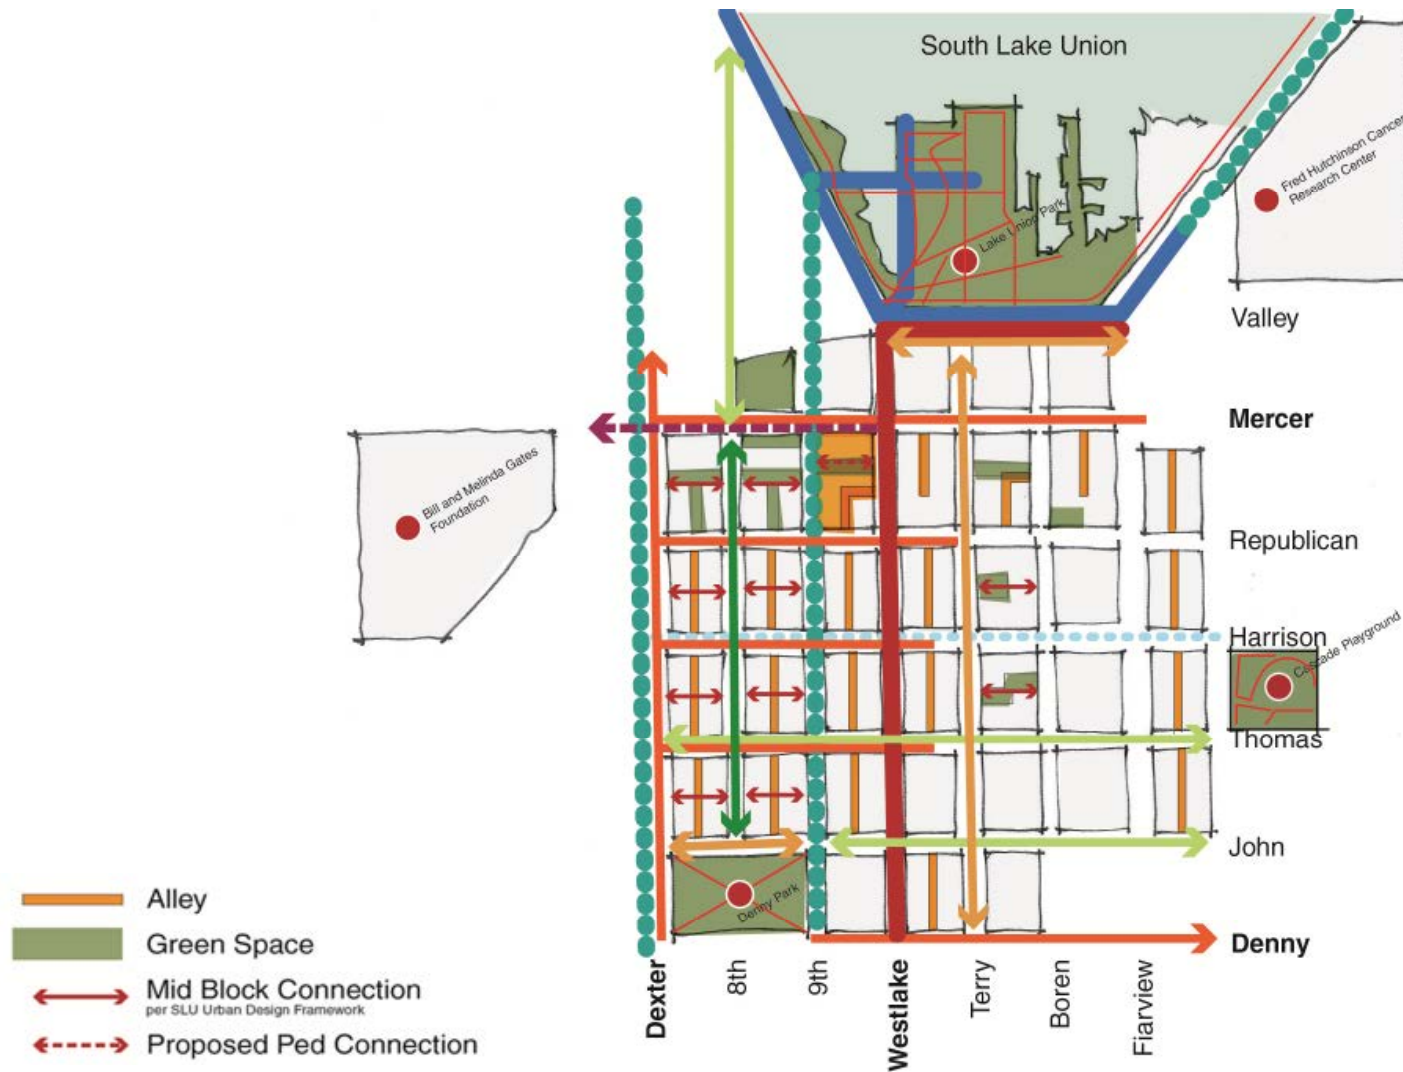 South Lake Union
Fred Hutchinson Cancer
Research Center
Lake Union Park
Valley
Mercer
Bill and Melinda Gates
Foundation
Republican
Harrison
Cascade Playground
Thomas
John
Denny Park
Denny
Dexter
8th
9th
Westlake
Terry
Boren
Fiarview
Alley
Green Space
Mid Block Connection
per SLU Urban Design Framework
Proposed Ped Connection